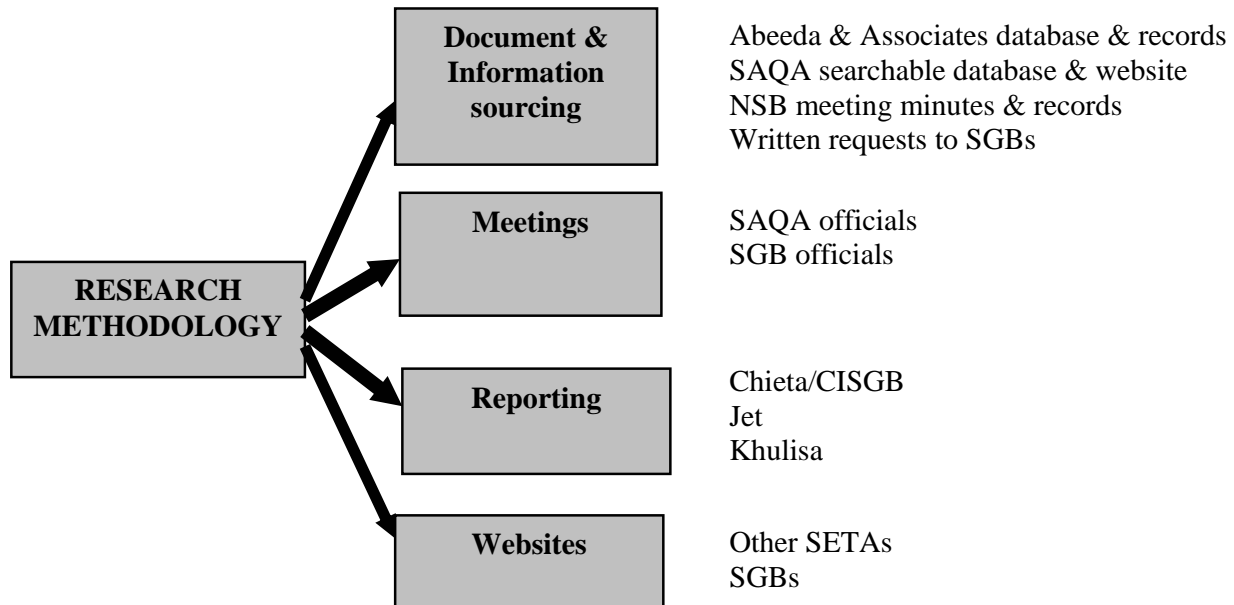 Document &
Information
sourcing
Abeeda & Associates database & records
SAQA searchable database & website
NSB meeting minutes & records
Written requests to SGBs
Meetings
SAQA officials
SGB officials
RESEARCH
METHODOLOGY
Reporting
Chieta/CISGB
Jet
Khulisa
Websites
Other SETAs
SGBs